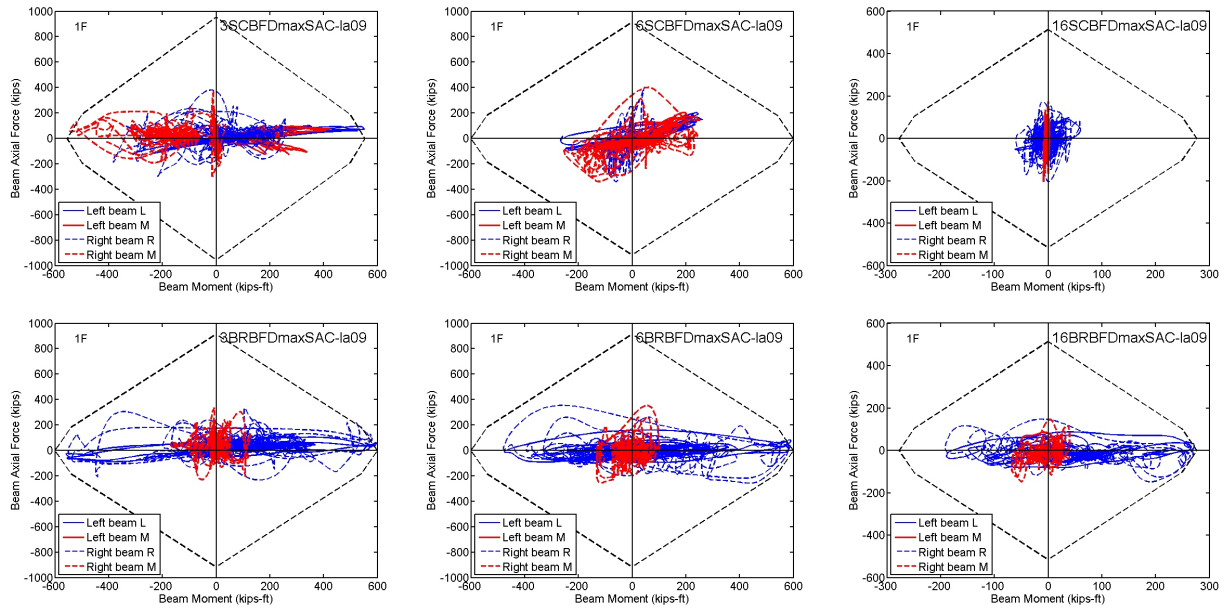 1F
3SCBFDmaxSAC-la09
Beam Axial Force (kips)
1000
800
600
400
200
0
-200
-400
-600
-800
-1000
Left beam L
Left beam M
Right beam R
Right beam M
-600 -400 -200 0 200 400 600
Beam Moment (kips-ft)
1F
6SCBFDmaxSAC-la09
Beam Axial Force (kips)
1000
800
600
400
200
0
-200
-400
-600
-800
-1000
Left beam L
Left beam M
Right beam R
Right beam M
-600 -400 -200 0 200 400 600
Beam Moment (kips-ft)
1F
16SCBFDmaxSAC-la09
Beam Axial Force (kips)
600
400
200
0
-200
-400
-600
Left beam L
Left beam M
Right beam R
Right beam M
-300 -200 -100 0 100 200 300
Beam Moment (kips-ft)
1F
3BRBFDmaxSAC-la09
Beam Axial Force (kips)
1000
800
600
400
200
0
-200
-400
-600
-800
-1000
Left beam L
Left beam M
Right beam R
Right beam M
-600 -400 -200 0 200 400 600
Beam Moment (kips-ft)
1F
6BRBFDmaxSAC-la09
Beam Axial Force (kips)
1000
800
600
400
200
0
-200
-400
-600
-800
-1000
Left beam L
Left beam M
Right beam R
Right beam M
-600 -400 -200 0 200 400 600
Beam Moment (kips-ft)
1F
16BRBFDmaxSAC-la09
Beam Axial Force (kips)
600
400
200
0
-200
-400
-600
Left beam L
Left beam M
Right beam R
Right beam M
-300 -200 -100 0 100 200 300
Beam Moment (kips-ft)